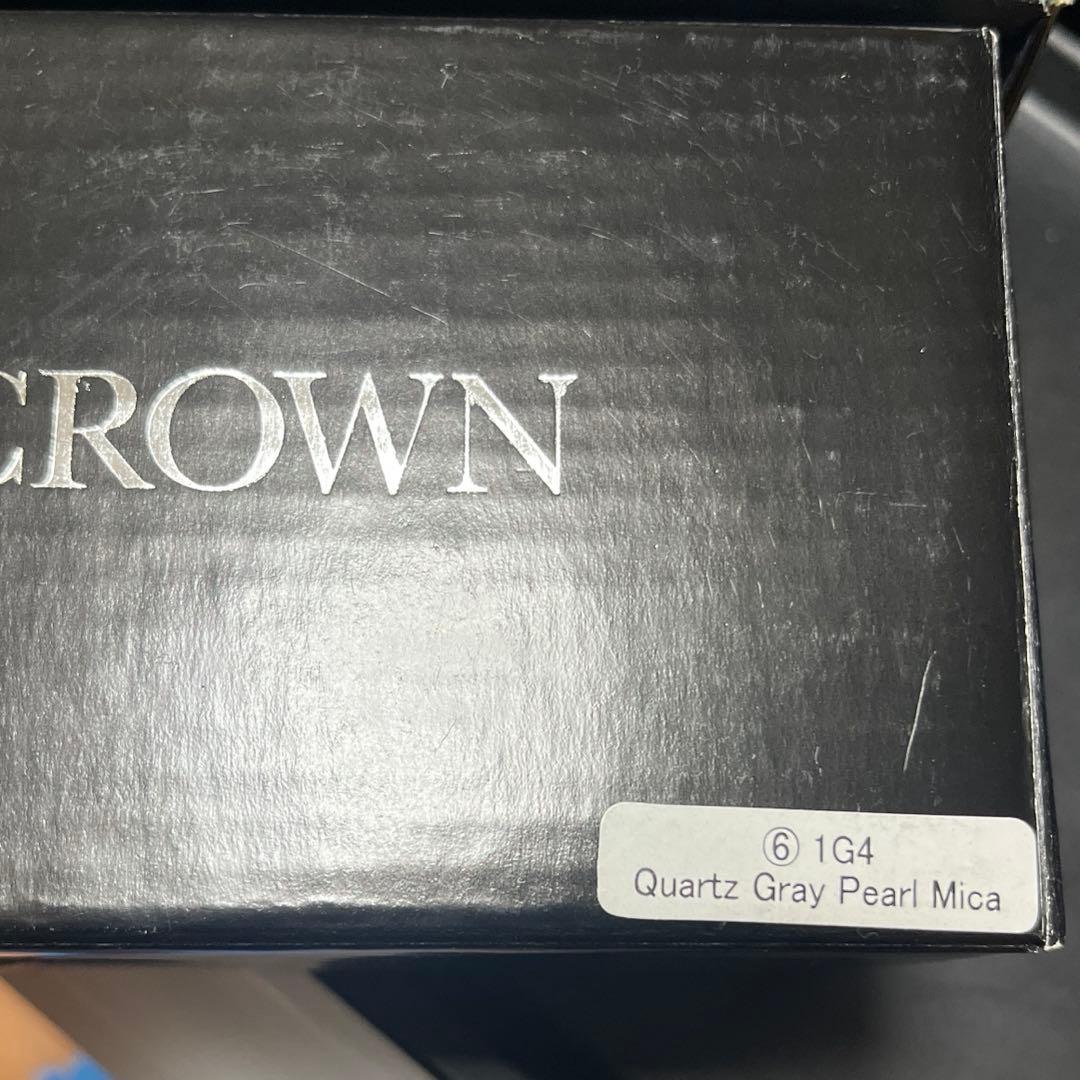 CROWN
⑥ 1G4
Quartz Gray Pearl Mica